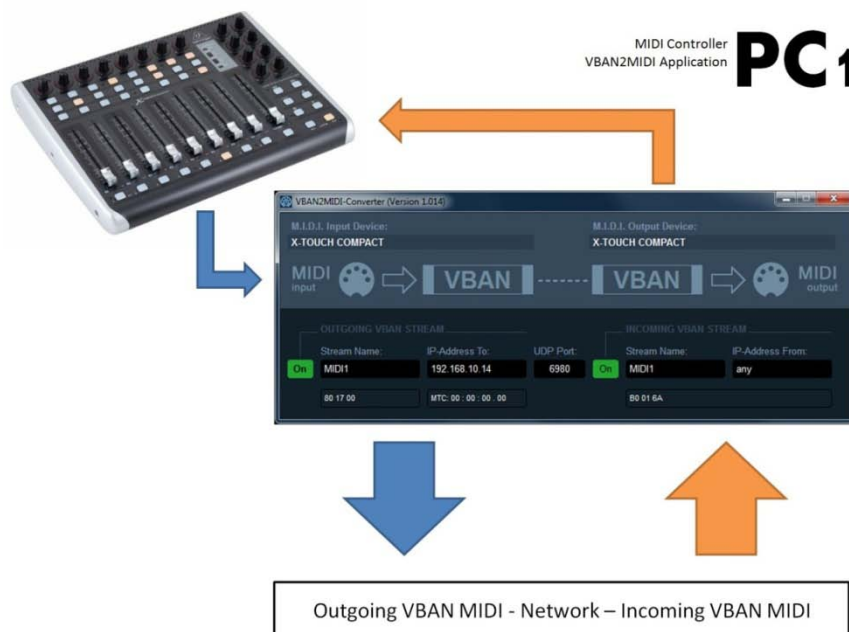 MIDI Controller
VBAN2MIDI Application
PC1
VBAN2MIDI-Converter (Version 1.014)
M.I.D.I. Input Device:
M.I.D.I. Output Device:
X-TOUCH COMPACT
X-TOUCH COMPACT
MIDI
input
VBAN
VBAN
MIDI
output
OUTGOING VBAN STREAM
INCOMING VBAN STREAM
Stream Name:
IP-Address To:
UDP Port:
Stream Name:
IP-Address From:
On
MIDI1
192.168.10.14
6980
On
MIDI1
any
80 17 00
MTC: 00 : 00 : 00 . 00
B0 01 6A
Outgoing VBAN MIDI - Network – Incoming VBAN MIDI